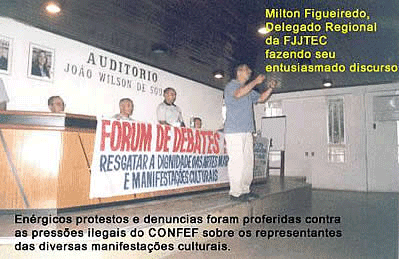 Milton Figueiredo,
Delegado Regional
da FJJTEC
fazendo seu
entusiasmado discurso
AUDITORIO
JOÃO WILSON DE
FÓRUM DE DEBATES
RESGATAR A DIGNIDADE DAS ARTES
E MANIFESTAÇÕES CULTURAIS
Enérgicos protestos e denuncias foram proferidas contra
as pressões ilegais do CONFEF sobre os representantes
das diversas manifestações culturais.